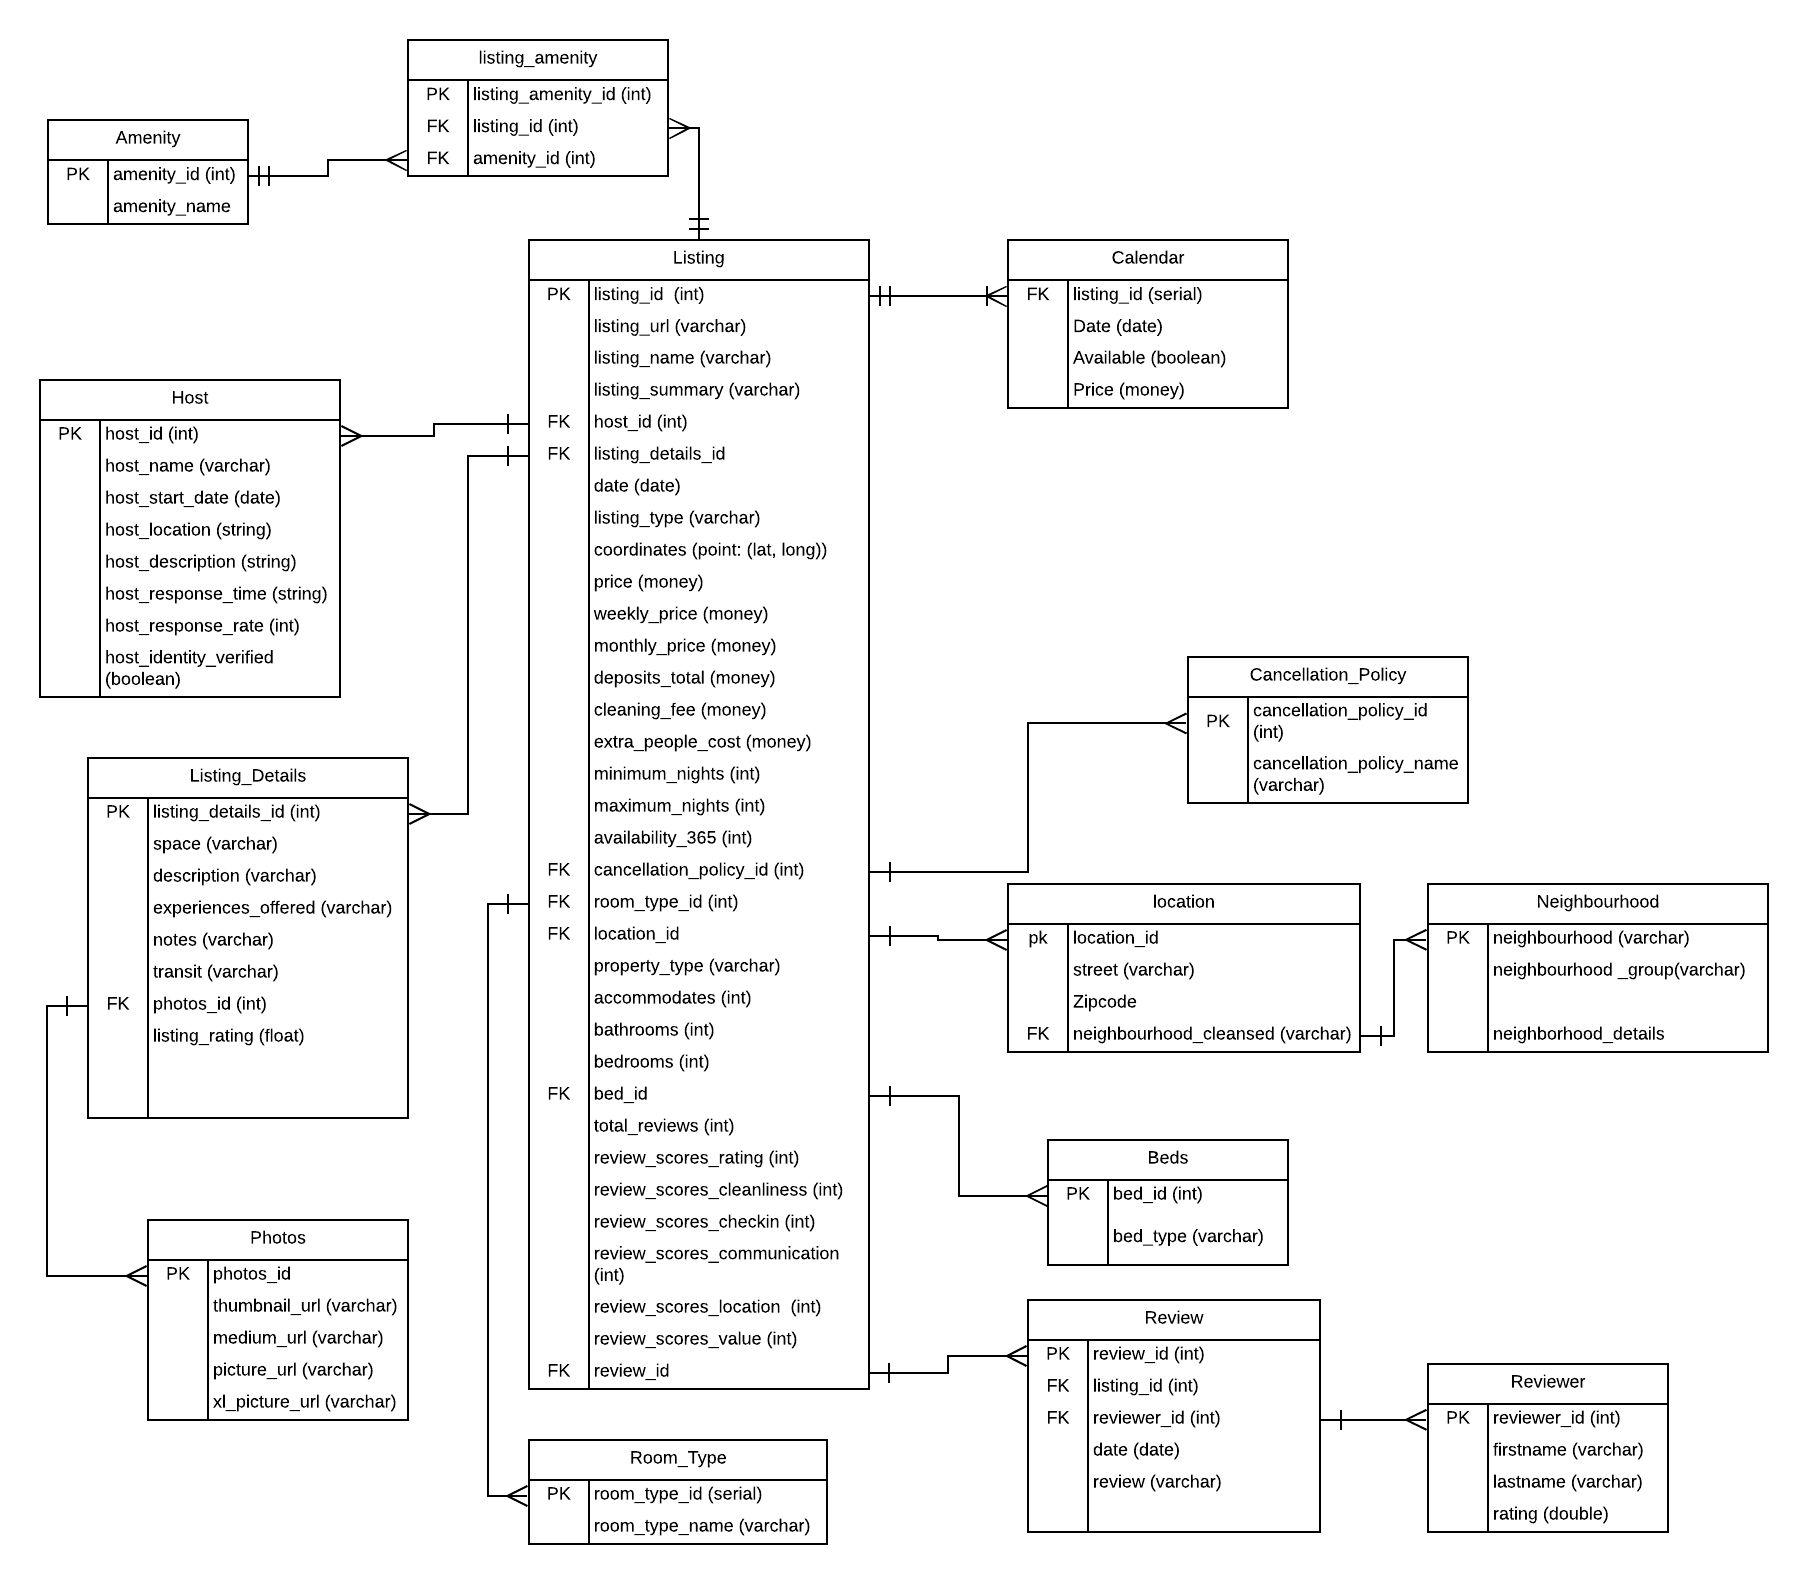 listing_amenity
PK listing_amenity_id (int)
FK listing_id (int)
FK amenity_id (int)
Amenity
PK amenity_id (int)
amenity_name
Listing
PK listing_id  (int)
listing_url (varchar)
listing_name (varchar)
listing_summary (varchar)
FK host_id (int)
FK listing_details_id
date (date)
listing_type (varchar)
coordinates (point: (lat, long))
price (money)
weekly_price (money)
monthly_price (money)
deposits_total (money)
cleaning_fee (money)
extra_people_cost (money)
minimum_nights (int)
maximum_nights (int)
availability_365 (int)
FK cancellation_policy_id (int)
FK room_type_id (int)
FK location_id
property_type (varchar)
accommodates (int)
bathrooms (int)
bedrooms (int)
FK bed_id
total_reviews (int)
review_scores_rating (int)
review_scores_cleanliness (int)
review_scores_checkin (int)
review_scores_communication
(int)
review_scores_location  (int)
review_scores_value (int)
FK review_id
Calendar
FK listing_id (serial)
Date (date)
Available (boolean)
Price (money)
Host
PK host_id (int)
host_name (varchar)
host_start_date (date)
host_location (string)
host_description (string)
host_response_time (string)
host_response_rate (int)
host_identity_verified
(boolean)
Cancellation_Policy
PK cancellation_policy_id
(int)
cancellation_policy_name
(varchar)
Listing_Details
PK listing_details_id (int)
space (varchar)
description (varchar)
experiences_offered (varchar)
notes (varchar)
transit (varchar)
FK photos_id (int)
listing_rating (float)
location
pk location_id
street (varchar)
Zipcode
FK neighbourhood_cleansed (varchar)
Neighbourhood
PK neighbourhood (varchar)
neighbourhood _group(varchar)
neighborhood_details
Beds
PK bed_id (int)
bed_type (varchar)
Photos
PK photos_id
thumbnail_url (varchar)
medium_url (varchar)
picture_url (varchar)
xl_picture_url (varchar)
Review
PK review_id (int)
FK listing_id (int)
FK reviewer_id (int)
date (date)
review (varchar)
Reviewer
PK reviewer_id (int)
firstname (varchar)
lastname (varchar)
rating (double)
Room_Type
PK room_type_id (serial)
room_type_name (varchar)